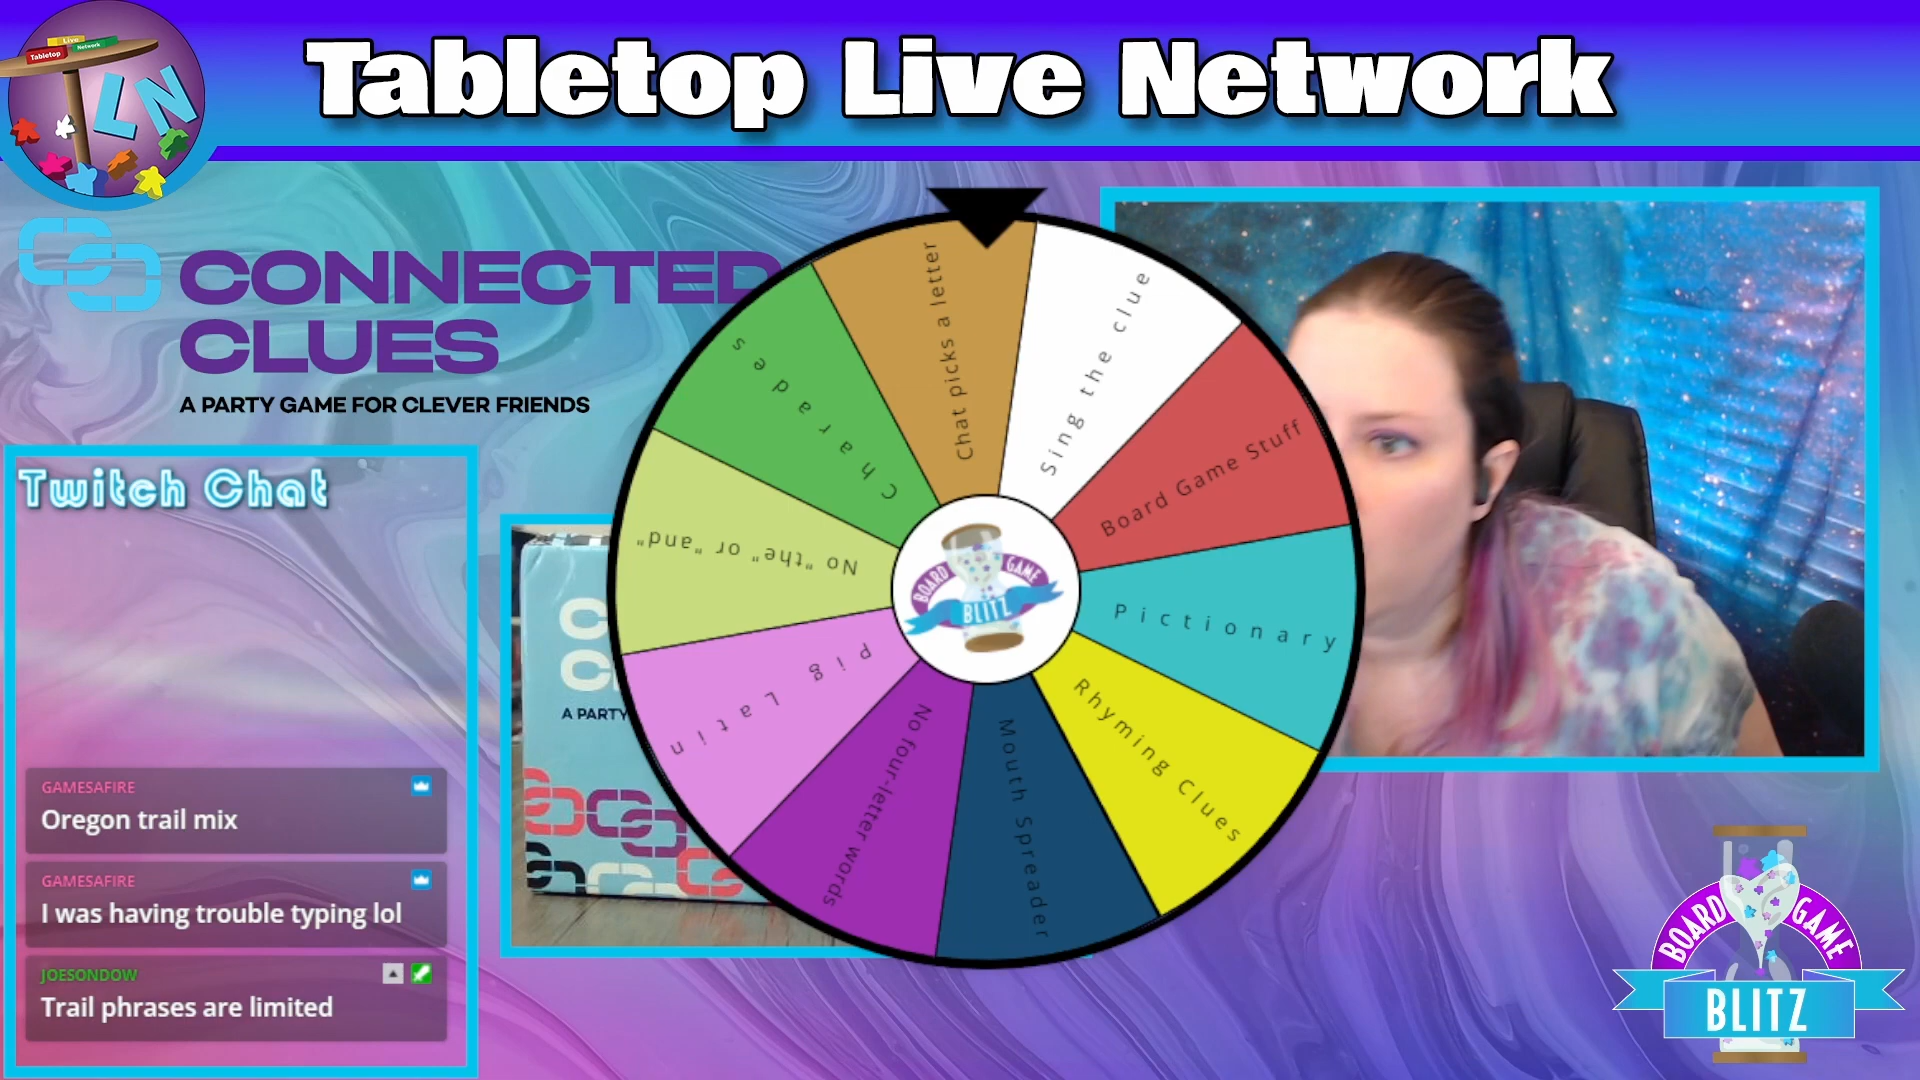 Live
Tabletop
Network
LN
Tabletop Live Network
CONNECTED
CLUES
A PARTY GAME FOR CLEVER FRIENDS
Twitch Chat
GAMESAFIRE
Oregon trail mix
GAMESAFIRE
I was having trouble typing lol
JOESONDOW
Trail phrases are limited
C
C
A PARTY
Chat picks a letter
Sing the clue
Board Game Stuff
Pictionary
Rhyming Clues
Mouth Spreader
No four-letter words
Pig Latin
No "the" or "and"
Charades
BOARD GAME
BLITZ
BOARD GAME
BLITZ